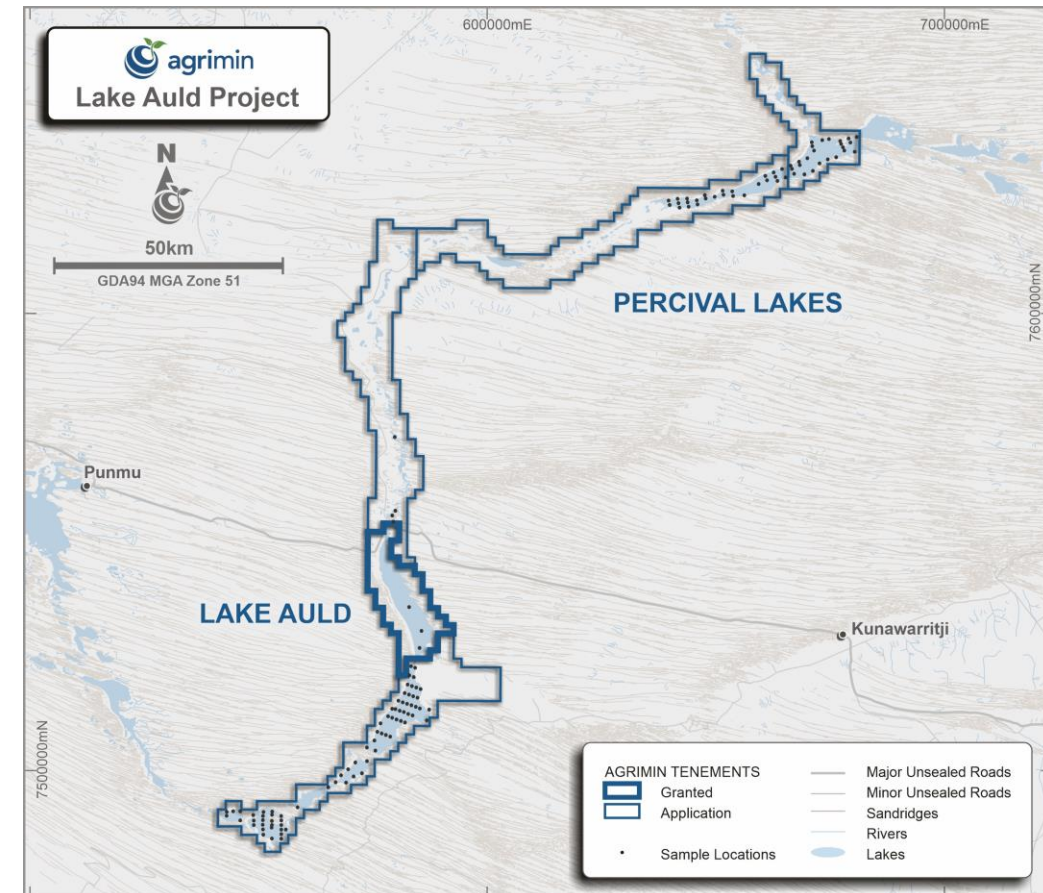 600000mE
700000mE
agrimin
Lake Auld Project
N
50km
GDA94 MGA Zone 51
7600000mN
PERCIVAL LAKES
Punmu
LAKE AULD
Kunawarritji
7500000mN
AGRIMIN TENEMENTS
Granted
Application
Sample Locations
Major Unsealed Roads
Minor Unsealed Roads
Sandridges
Rivers
Lakes